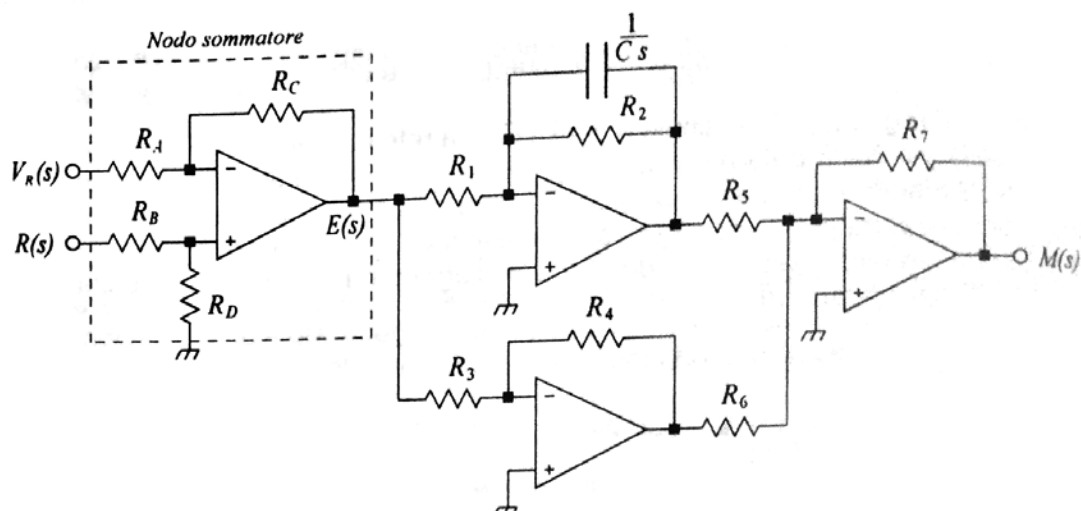 Nodo sommatore
R_C
R_A
V_R(s)
−
+
R_B
R(s)
R_D
E(s)
1
C s
R_2
R_1
−
+
R_5
R_4
R_3
−
+
R_6
R_7
−
+
M(s)